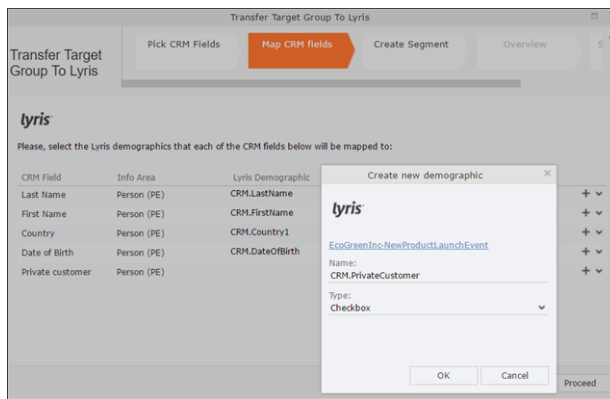 Transfer Target Group To Lyris
Transfer Target
Group To Lyris
Pick CRM Fields
Map CRM fields
Create Segment
Overview
S
lyris
Please, select the Lyris demographics that each of the CRM fields below will be mapped to:
CRM Field Info Area Lyris Demographic
Last Name Person (PE) CRM.LastName
First Name Person (PE) CRM.FirstName
Country Person (PE) CRM.Country1
Date of Birth Person (PE) CRM.DateOfBirth
Private customer Person (PE)
Create new demographic
lyris
EcoGreenInc-NewProductLaunchEvent
Name:
CRM.PrivateCustomer
Type:
Checkbox
OK Cancel
Proceed